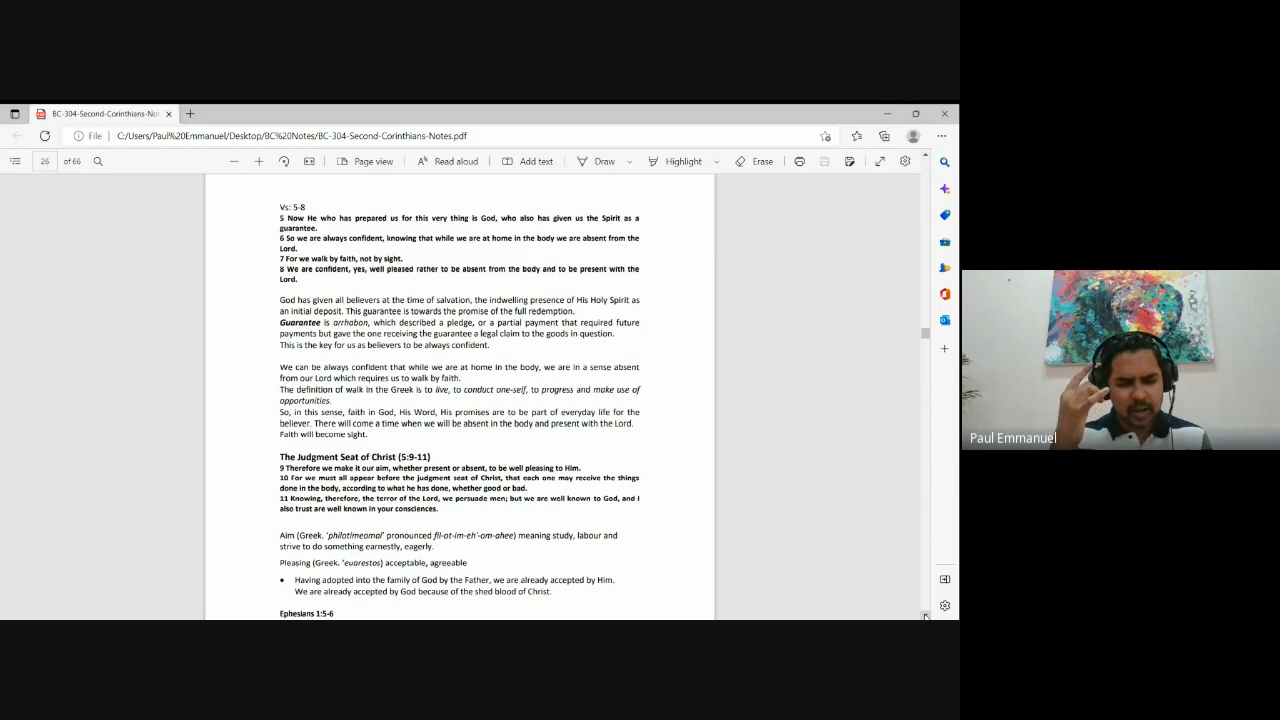 BC-304-Second-Corinthians-No
File
C:/Users/Paul%20Emmanuel/Desktop/BC%20Notes/BC-304-Second-Corinthians-Notes.pdf
26 of 66
Page view
Read aloud
Add text
Draw
Highlight
Erase
Vs: 5-8
5 Now He who has prepared us for this very thing is God, who also has given us the Spirit as a
guarantee.
6 So we are always confident, knowing that while we are at home in the body we are absent from the
Lord.
7 For we walk by faith, not by sight.
8 We are confident, yes, well pleased rather to be absent from the body and to be present with the
Lord.
God has given all believers at the time of salvation, the indwelling presence of His Holy Spirit as
an initial deposit. This guarantee is towards the promise of the full redemption.
Guarantee is arrhabon, which described a pledge, or a partial payment that required future
payments but gave the one receiving the guarantee a legal claim to the goods in question.
This is the key for us as believers to be always confident.
We can be always confident that while we are at home in the body, we are in a sense absent
from our Lord which requires us to walk by faith.
The definition of walk in the Greek is to live, to conduct one-self, to progress and make use of
opportunities.
So, in this sense, faith in God, His Word, His promises are to be part of everyday life for the
believer. There will come a time when we will be absent in the body and present with the Lord.
Faith will become sight.
The Judgment Seat of Christ (5:9-11)
9 Therefore we make it our aim, whether present or absent, to be well pleasing to Him.
10 For we must all appear before the judgment seat of Christ, that each one may receive the things
done in the body, according to what he has done, whether good or bad.
11 Knowing, therefore, the terror of the Lord, we persuade men; but we are well known to God, and I
also trust are well known in your consciences.
Aim (Greek. 'philotimeomai' pronounced fil-ot-im-eh'-om-ahee) meaning study, labour and
strive to do something earnestly, eagerly.
Pleasing (Greek. 'euarestos) acceptable, agreeable
• Having adopted into the family of God by the Father, we are already accepted by Him.
We are already accepted by God because of the shed blood of Christ.
Ephesians 1:5-6
Paul Emmanuel